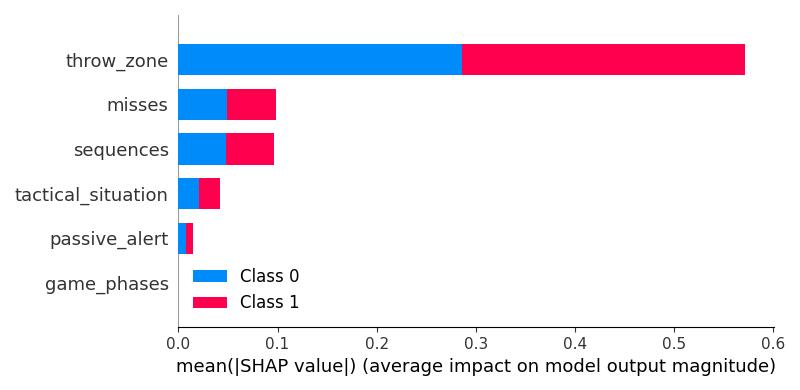 throw_zone
misses
sequences
tactical_situation
passive_alert
game_phases
Class 0
Class 1
0.0 0.1 0.2 0.3 0.4 0.5 0.6
mean(|SHAP value|) (average impact on model output magnitude)